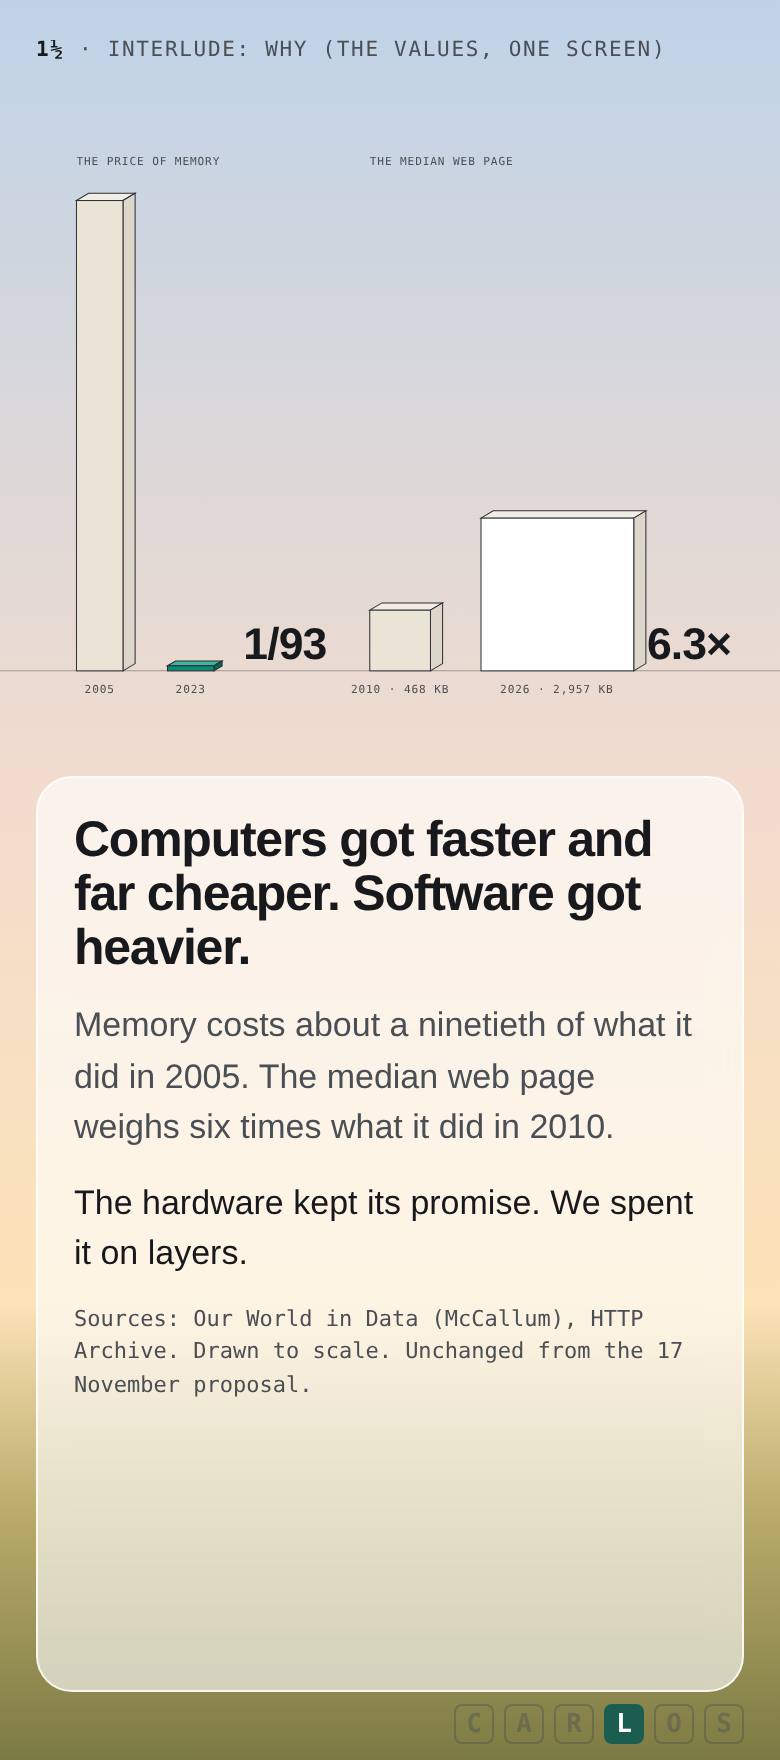 1½ · INTERLUDE: WHY (THE VALUES, ONE SCREEN)
THE PRICE OF MEMORY
THE MEDIAN WEB PAGE
1/93
6.3×
2005
2023
2010 · 468 KB
2026 · 2,957 KB
Computers got faster and
far cheaper. Software got
heavier.
Memory costs about a ninetieth of what it
did in 2005. The median web page
weighs six times what it did in 2010.
The hardware kept its promise. We spent
it on layers.
Sources: Our World in Data (McCallum), HTTP
Archive. Drawn to scale. Unchanged from the 17
November proposal.
C A R L O S